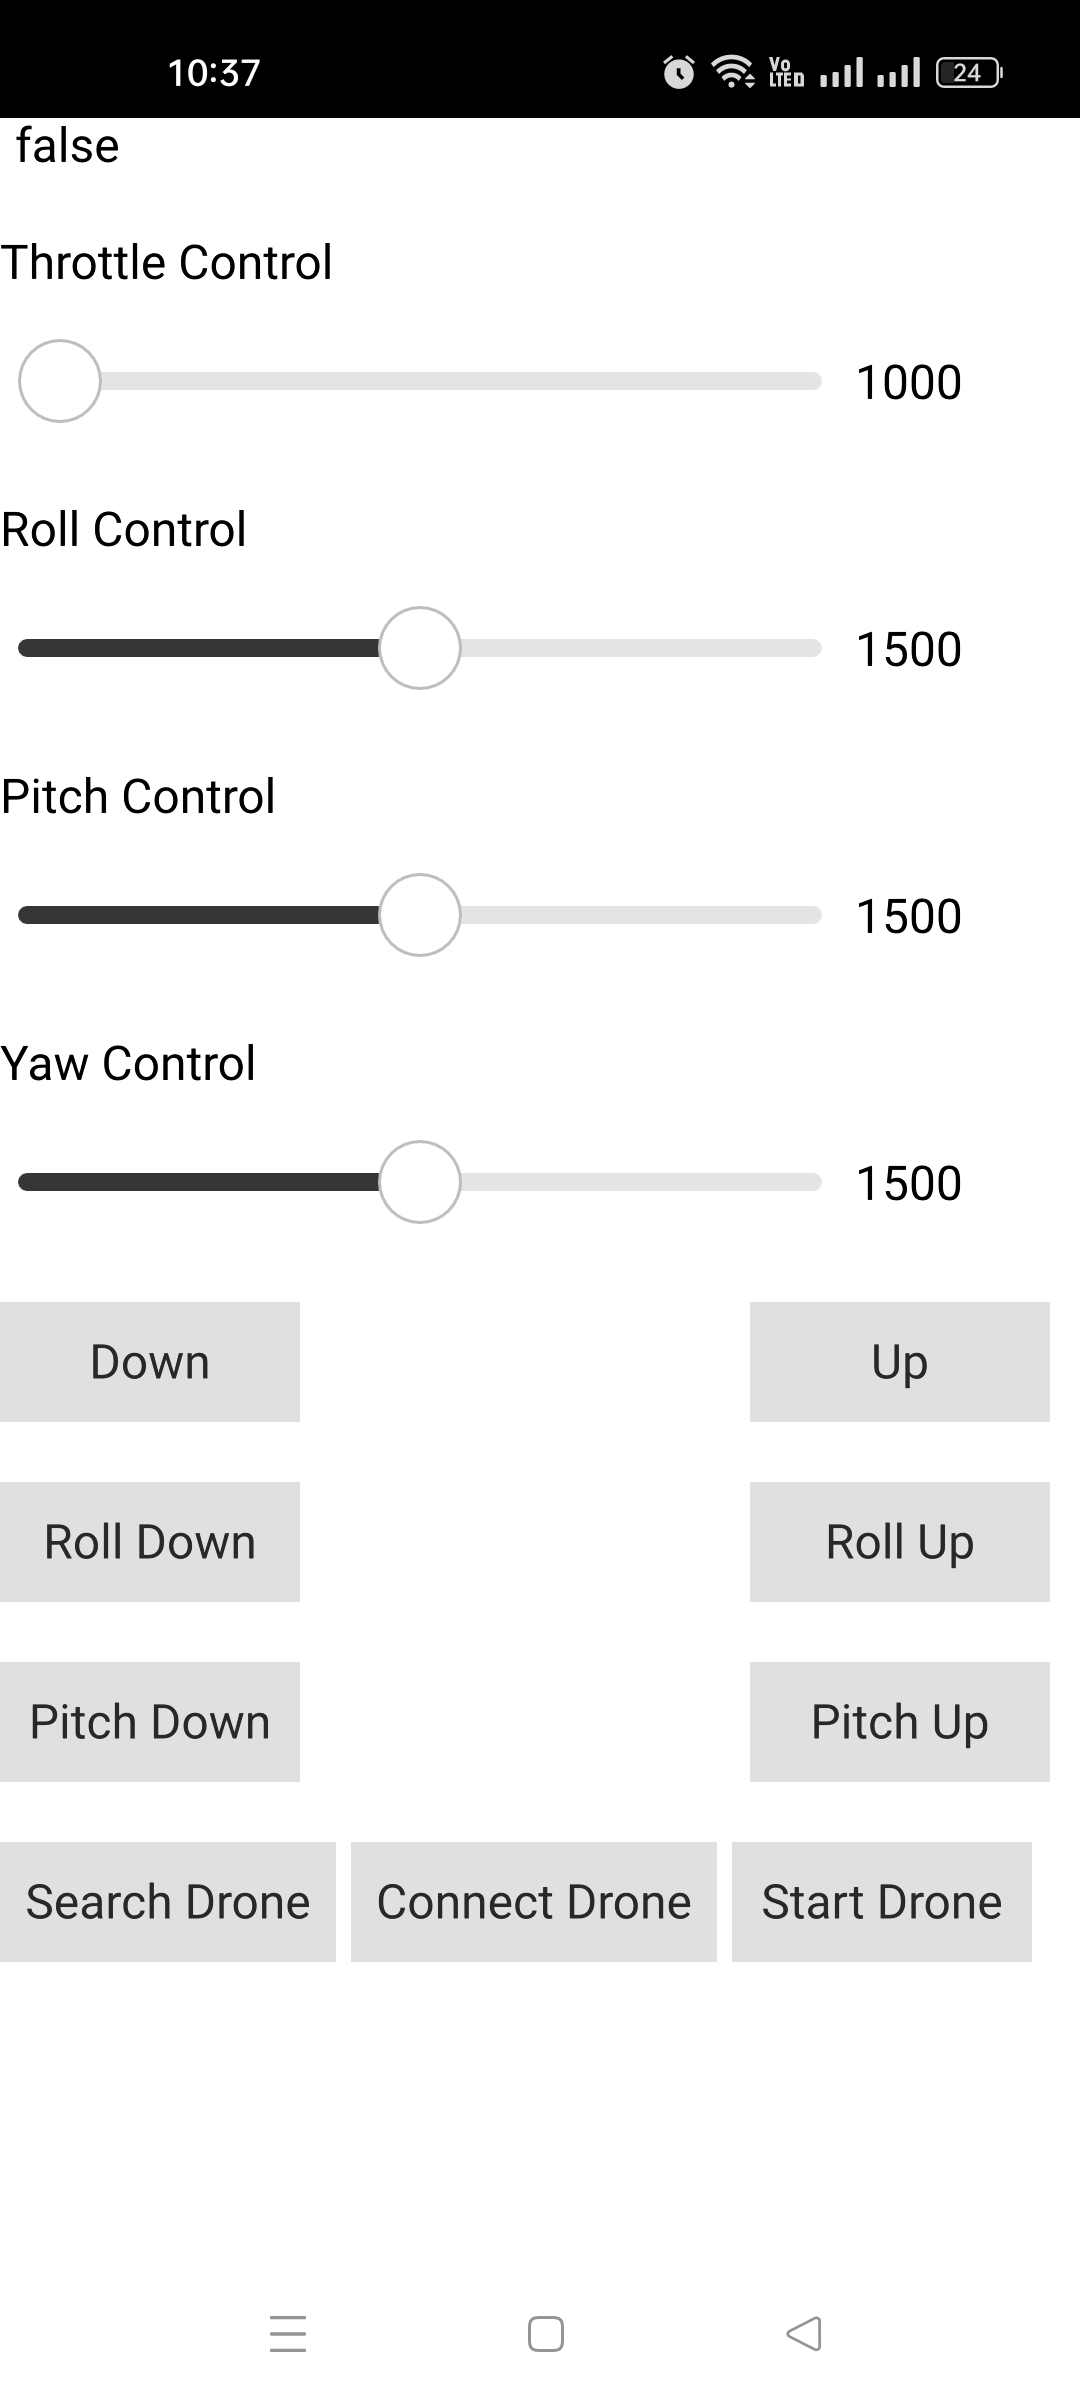 10:37 Vo LTED 24
false
Throttle Control
1000
Roll Control
1500
Pitch Control
1500
Yaw Control
1500
Down Up
Roll Down Roll Up
Pitch Down Pitch Up
Search Drone Connect Drone Start Drone